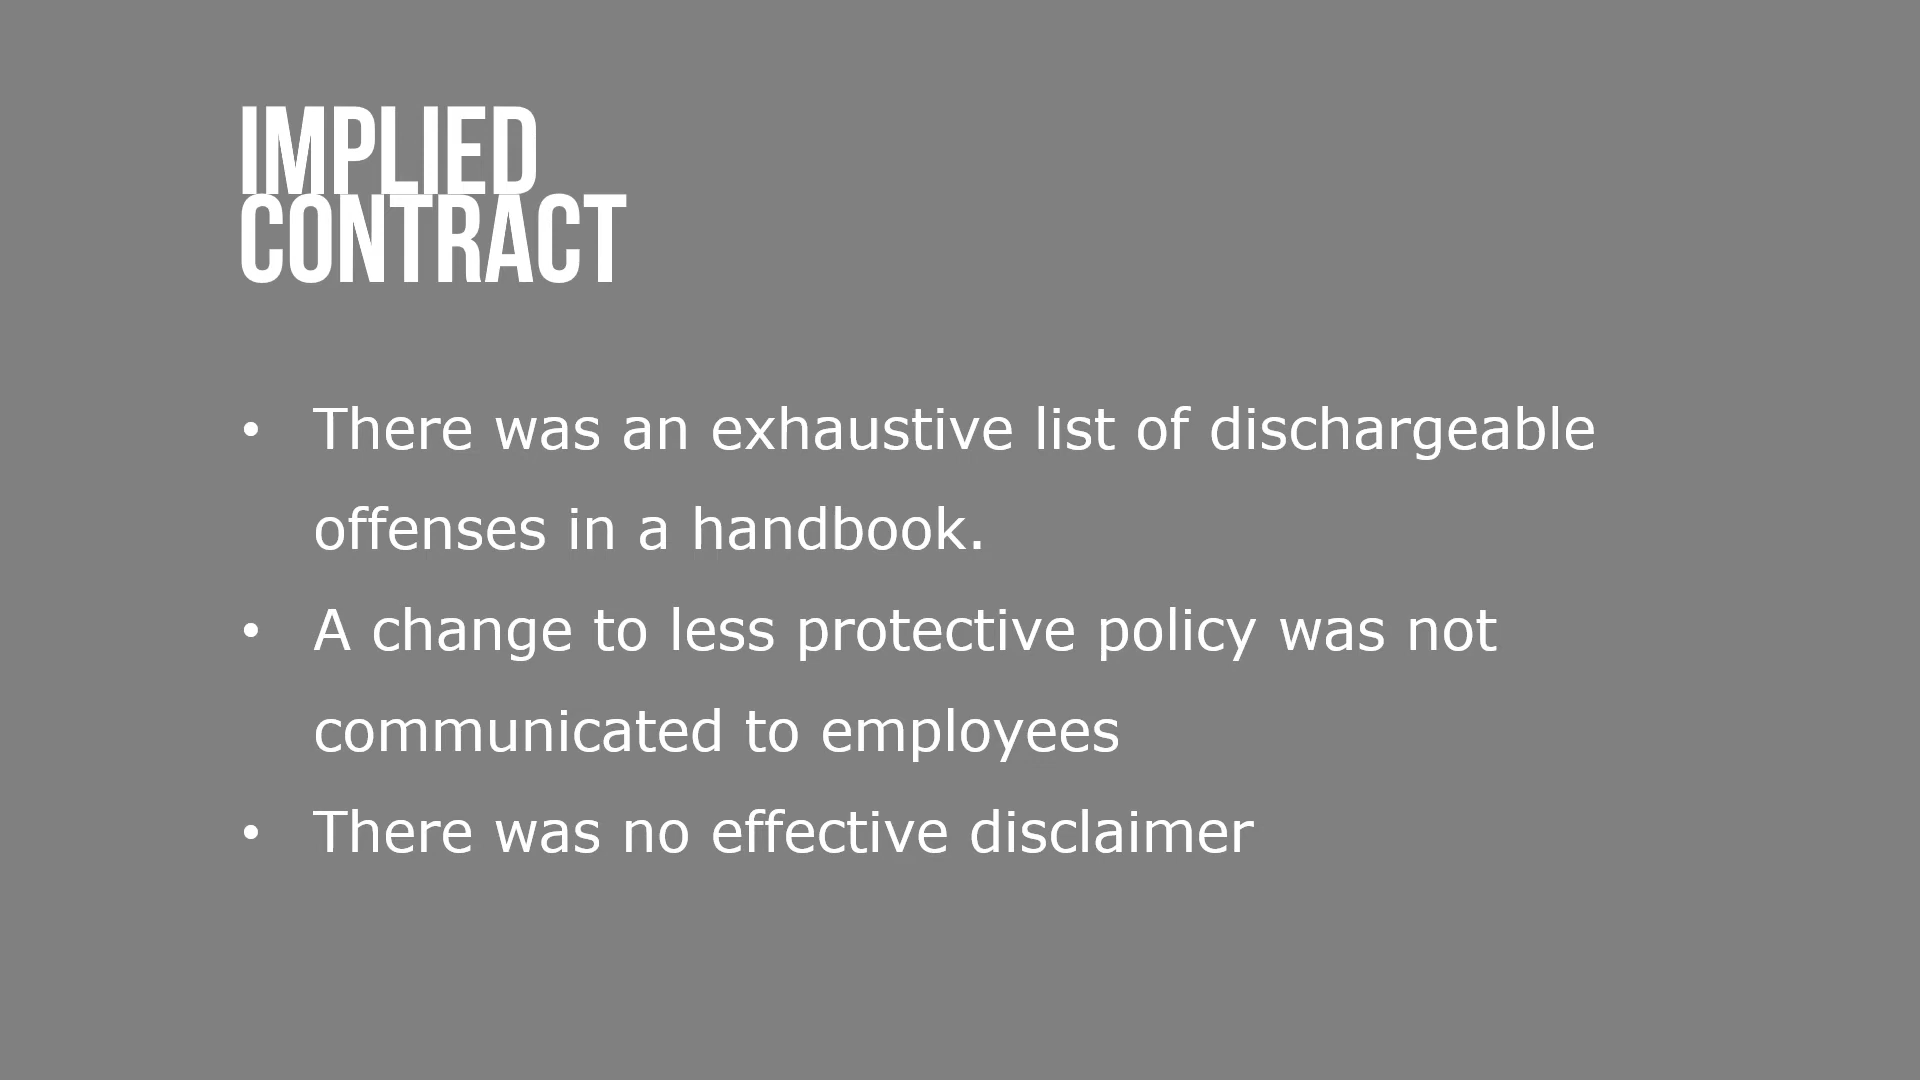 IMPLIED
CONTRACT
• There was an exhaustive list of dischargeable
offenses in a handbook.
• A change to less protective policy was not
communicated to employees
• There was no effective disclaimer